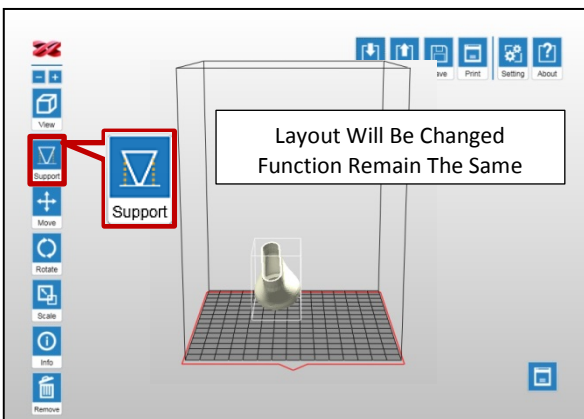 ave
Print
Setting
About
View
Support
Move
Rotate
Scale
Info
Remove
Support
Layout Will Be Changed
Function Remain The Same